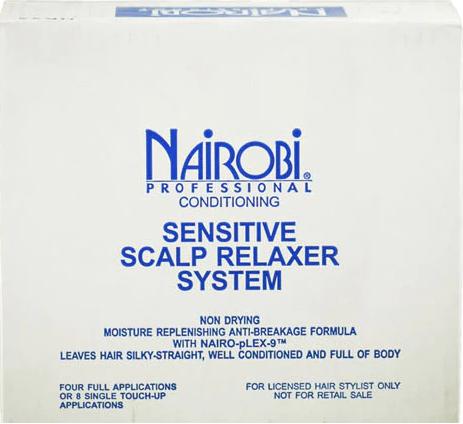 NAIROBI
NAIROBI®
PROFESSIONAL
CONDITIONING
SENSITIVE
SCALP RELAXER
SYSTEM
NON DRYING
MOISTURE REPLENISHING ANTI-BREAKAGE FORMULA
WITH NAIRO-pLEX-9™
LEAVES HAIR SILKY-STRAIGHT, WELL CONDITIONED AND FULL OF BODY
FOUR FULL APPLICATIONS
OR 8 SINGLE TOUCH-UP
APPLICATIONS
FOR LICENSED HAIR STYLIST ONLY
NOT FOR RETAIL SALE